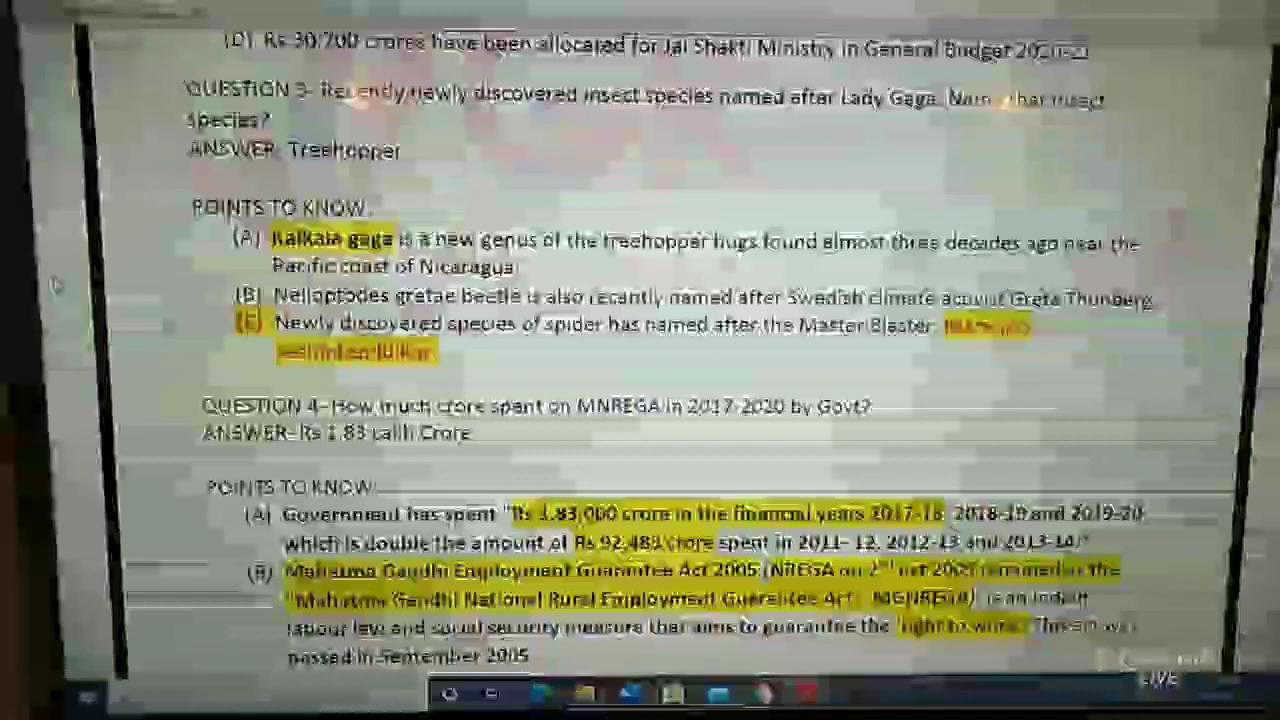 (D) Rs 30,700 crores have been allocated for Jal Shakti Ministry in General Budget 2020-21
QUESTION 3- Recently newly discovered insect species named after Lady Gaga. Name that insect
species?
ANSWER- Treehopper
POINTS TO KNOW-
(A) Kaikaia gaga is a new genus of the treehopper bugs found almost three decades ago near the
Pacific coast of Nicaragua
(B) Nelloptodes gretae beetle is also recently named after Swedish climate activist Greta Thunberg
Newly discovered species of spider has named after the Master Blaster
QUESTION 4- How much crore spent on MNREGA in 2017-2020 by Govt?
ANSWER- Rs 1.83 Crore
POINTS TO KNOW
(A) Government has spent "Rs 1,83,000 crore in the financial years 2017-18, 2018-19 and 2019-20
which is double the amount of Rs 92,482 crore spent in 2011-12, 2012-13 and 2013-14."
(B) Mahatma Gandhi Employment Guarantee Act 2005 (NREGA on 2nd oct 2009 the
"Mahatma Gandhi National Rural Employment Guarantee Act", MGNREGA) is an Indian
labour law and social security measure that aims to guarantee the 'right to work'. This
passed in September 2005
LIVE